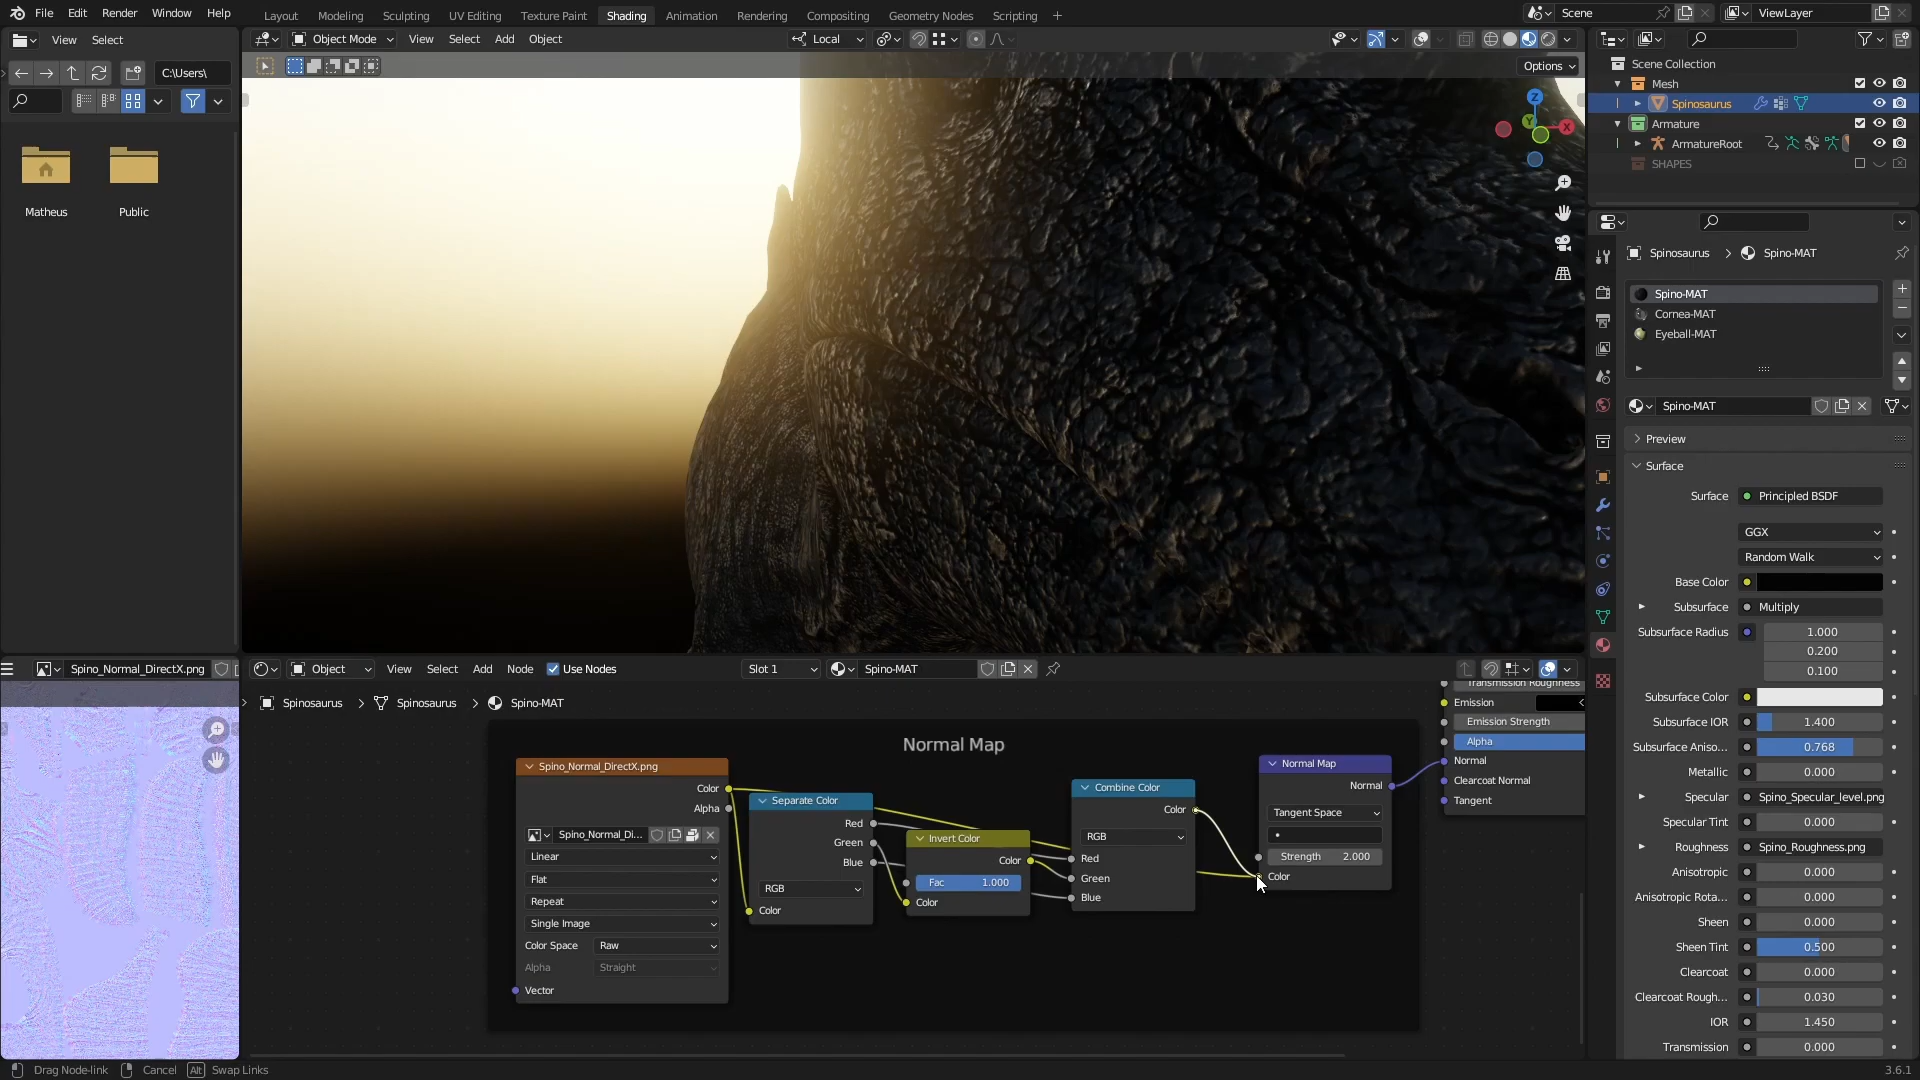 File Edit Render Window Help
Layout Modeling Sculpting UV Editing Texture Paint Shading Animation Rendering Compositing Geometry Nodes Scripting +
Scene
ViewLayer
View Select
Object Mode View Select Add Object
Local
C:\Users\
Options
Matheus
Public
Z
Y
X
Scene Collection
Mesh
Spinosaurus
Armature
ArmatureRoot
SHAPES
Spinosaurus > Spino-MAT
Spino-MAT
Cornea-MAT
Eyeball-MAT
Spino-MAT
Preview
Surface
Surface Principled BSDF
GGX
Random Walk
Base Color
Subsurface Multiply
Subsurface Radius 1.000
0.200
0.100
Subsurface Color
Subsurface IOR 1.400
Subsurface Aniso... 0.768
Metallic 0.000
Specular Spino_Specular_level.png
Specular Tint 0.000
Roughness Spino_Roughness.png
Anisotropic 0.000
Anisotropic Rota... 0.000
Sheen 0.000
Sheen Tint 0.500
Clearcoat 0.000
Clearcoat Rough... 0.030
IOR 1.450
Transmission 0.000
Spino_Normal_DirectX.png
Object View Select Add Node Use Nodes
Slot 1
Spino-MAT
Spinosaurus > Spinosaurus > Spino-MAT
Normal Map
Spino_Normal_DirectX.png
Color
Alpha
Spino_Normal_Di...
Linear
Flat
Repeat
Single Image
Color Space Raw
Alpha Straight
Vector
Separate Color
Red
Green
Blue
RGB
Color
Invert Color
Color
Fac 1.000
Color
Combine Color
Color
RGB
Red
Green
Blue
Normal Map
Normal
Tangent Space
Strength 2.000
Color
Transmission Roughness
Emission
Emission Strength
Alpha
Normal
Clearcoat Normal
Tangent
Drag Node-link Cancel Alt Swap Links
3.6.1